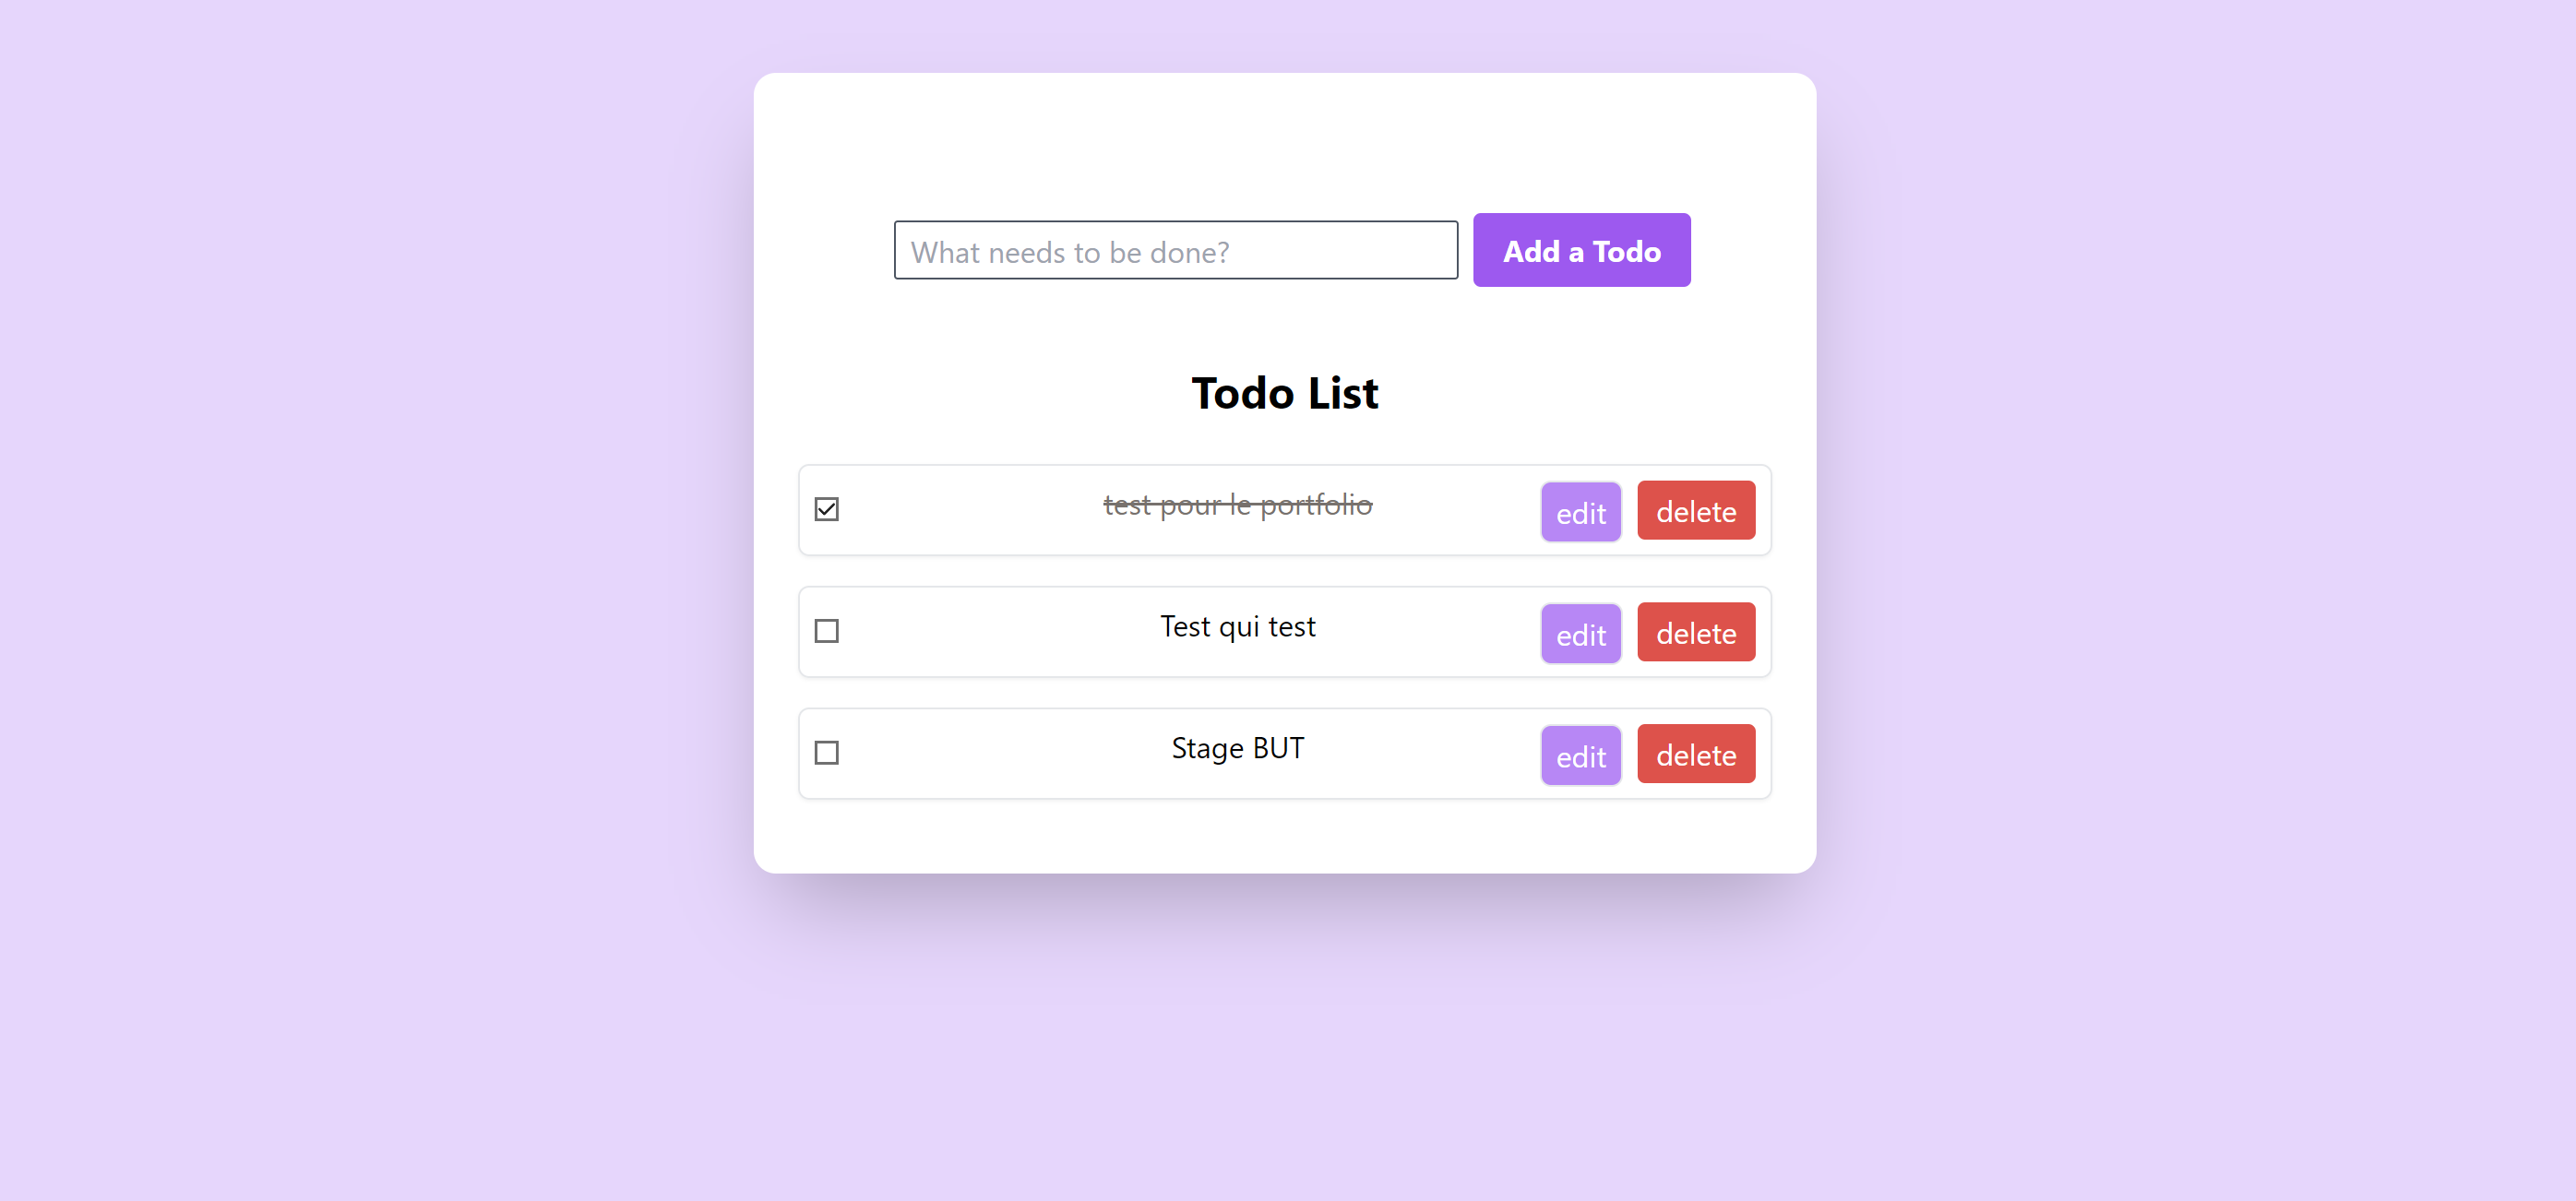 What needs to be done?
Add a Todo
Todo List
test pour le portfolio
edit
delete
Test qui test
edit
delete
Stage BUT
edit
delete